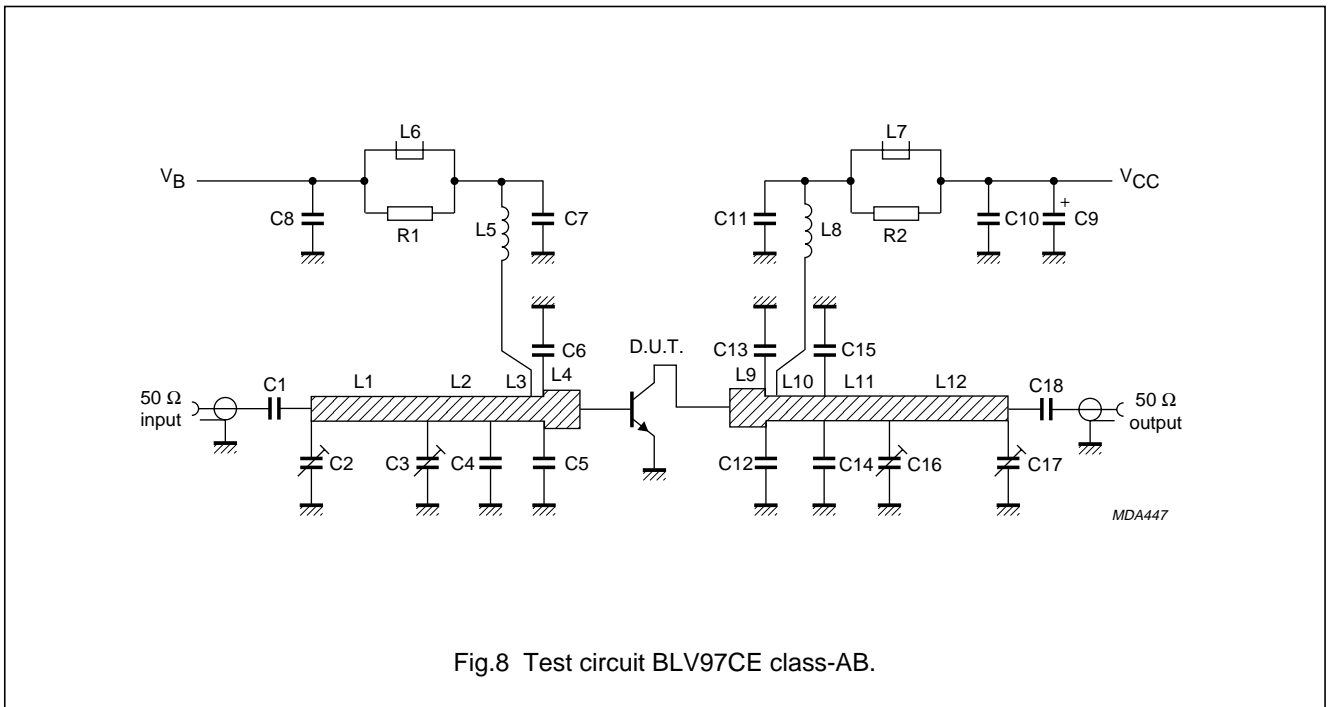 L6
L7
VB
VCC
C8
R1
L5
C7
C11
L8
R2
C10
+
C9
C6
D.U.T.
C13
C15
C1
L1
L2
L3
L4
L9
L10
L11
L12
C18
50 Ω
input
50 Ω
output
C2
C3
C4
C5
C12
C14
C16
C17
MDA447
Fig.8 Test circuit BLV97CE class-AB.